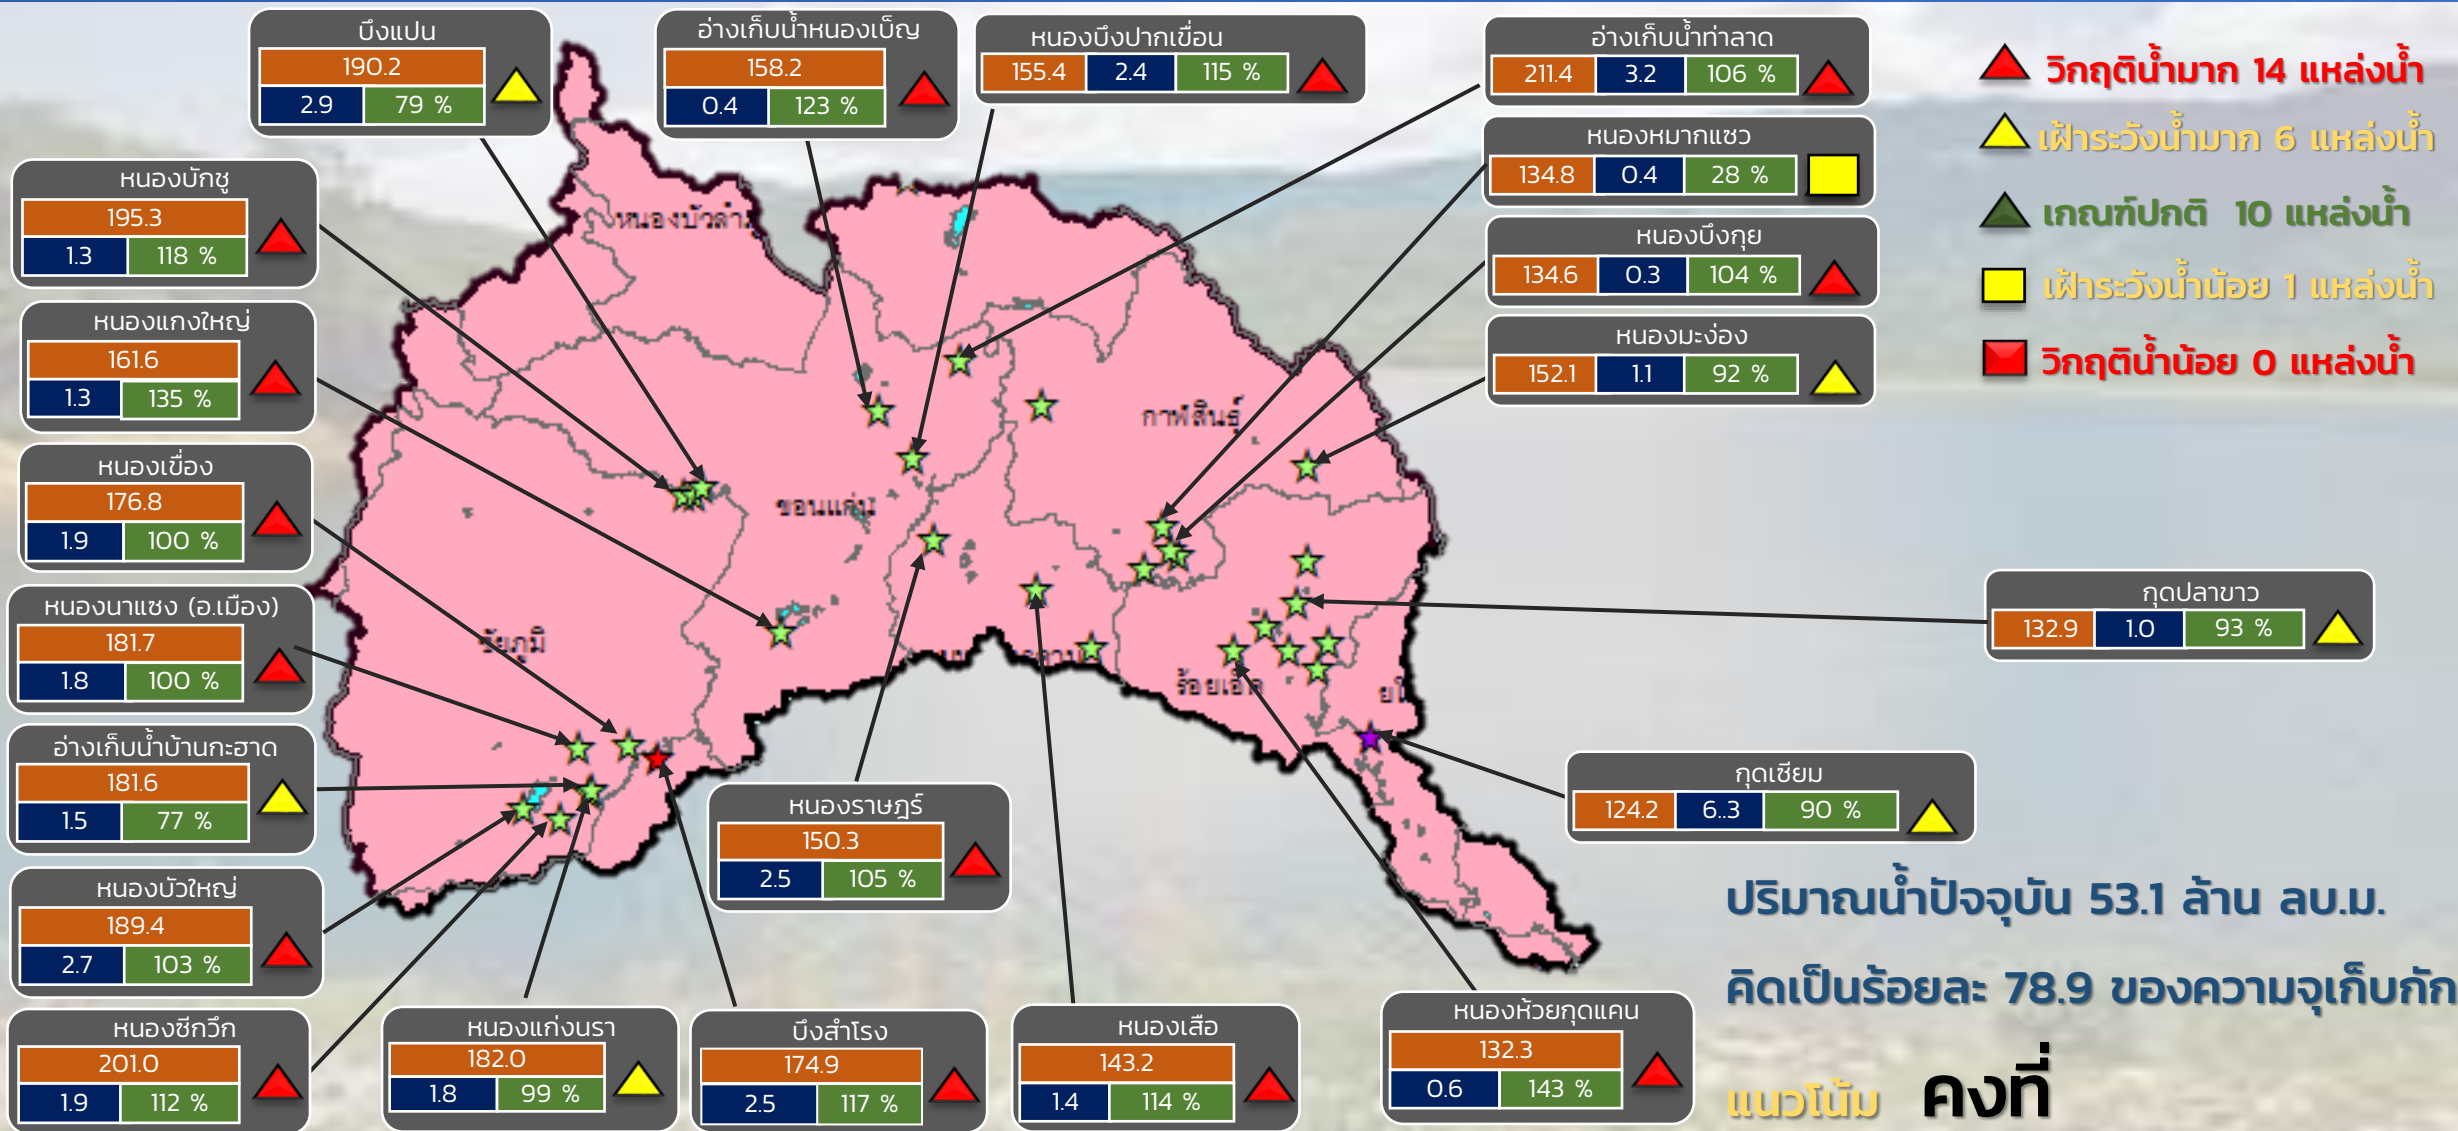 บึงแปน
190.2
2.9 79 %
อ่างเก็บน้ำหนองเบ็ญ
158.2
0.4 123 %
หนองบึงปากเขื่อน
155.4 2.4 115 %
อ่างเก็บน้ำท่าลาด
211.4 3.2 106 %
หนองหมากแซว
134.8 0.4 28 %
หนองบึงกุย
134.6 0.3 104 %
หนองมะง่อง
152.1 1.1 92 %
วิกฤติน้ำมาก 14 แหล่งน้ำ
เฝ้าระวังน้ำมาก 6 แหล่งน้ำ
เกณฑ์ปกติ 10 แหล่งน้ำ
เฝ้าระวังน้ำน้อย 1 แหล่งน้ำ
วิกฤติน้ำน้อย 0 แหล่งน้ำ
หนองบักชู
195.3
1.3 118 %
หนองแกงใหญ่
161.6
1.3 135 %
หนองเขื่อง
176.8
1.9 100 %
หนองนาแซง (อ.เมือง)
181.7
1.8 100 %
อ่างเก็บน้ำบ้านกะฮาด
181.6
1.5 77 %
หนองบัวใหญ่
189.4
2.7 103 %
หนองซีกวึก
201.0
1.9 112 %
หนองแก่งนรา
182.0
1.8 99 %
บึงสำโรง
174.9
2.5 117 %
หนองราษฎร์
150.3
2.5 105 %
หนองเสือ
143.2
1.4 114 %
หนองห้วยกุดแคน
132.3
0.6 143 %
กุดปลาขาว
132.9 1.0 93 %
กุดเซียม
124.2 6..3 90 %
หนองบัวลำภ
กาฬสินธุ์
ขอนแก่น
ชัยภูมิ
ร้อยเอ็ด
ปริมาณน้ำปัจจุบัน 53.1 ล้าน ลบ.ม.
คิดเป็นร้อยละ 78.9 ของความจุเก็บกัก
แนวโน้ม คงที่